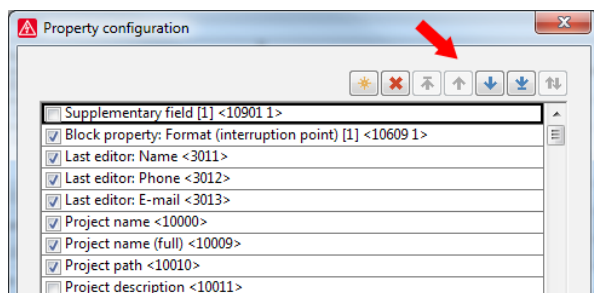 Property configuration
Supplementary field [1] <10901 1>
Block property: Format (interruption point) [1] <10609 1>
Last editor: Name <3011>
Last editor: Phone <3012>
Last editor: E-mail <3013>
Project name <10000>
Project name (full) <10009>
Project path <10010>
Project description <10011>